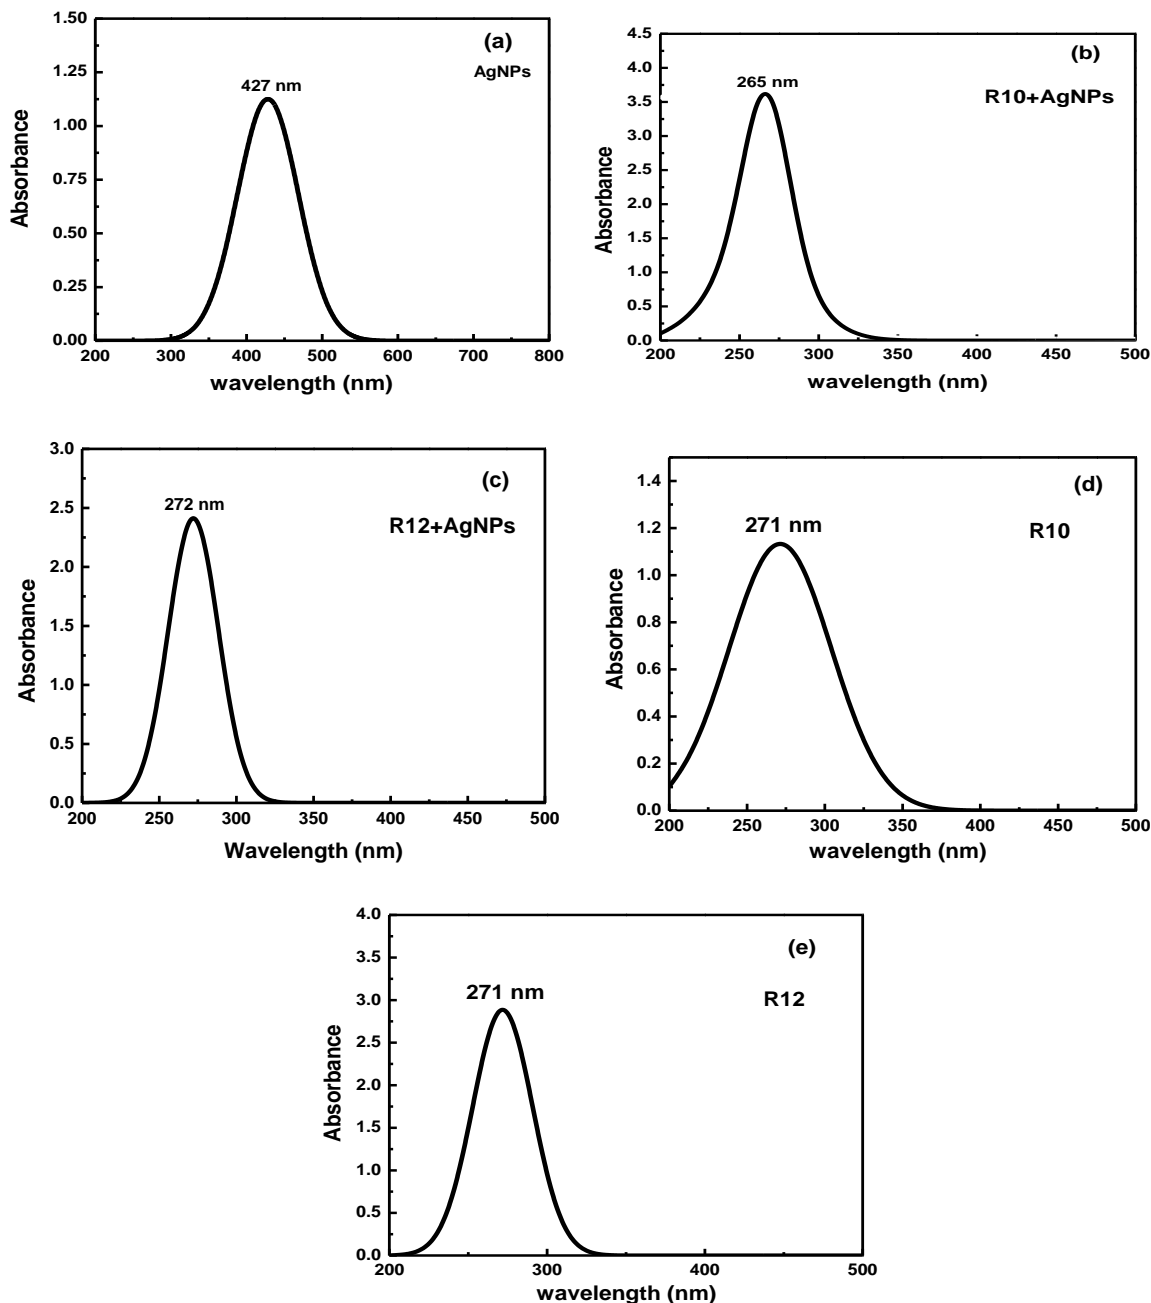 (a)
AgNPs
427 nm
1.50
1.25
1.00
0.75
0.50
0.25
0.00
Absorbance
200 300 400 500 600 700 800
wavelength (nm)
(b)
R10+AgNPs
265 nm
4.5
4.0
3.5
3.0
2.5
2.0
1.5
1.0
0.5
0.0
Absorbance
200 250 300 350 400 450 500
wavelength (nm)
(c)
R12+AgNPs
272 nm
3.0
2.5
2.0
1.5
1.0
0.5
0.0
Absorbance
200 250 300 350 400 450 500
Wavelength (nm)
(d)
R10
271 nm
1.4
1.2
1.0
0.8
0.6
0.4
0.2
0.0
Absorbance
200 250 300 350 400 450 500
wavelength (nm)
(e)
R12
271 nm
4.0
3.5
3.0
2.5
2.0
1.5
1.0
0.5
0.0
Absorbance
200 300 400 500
wavelength (nm)